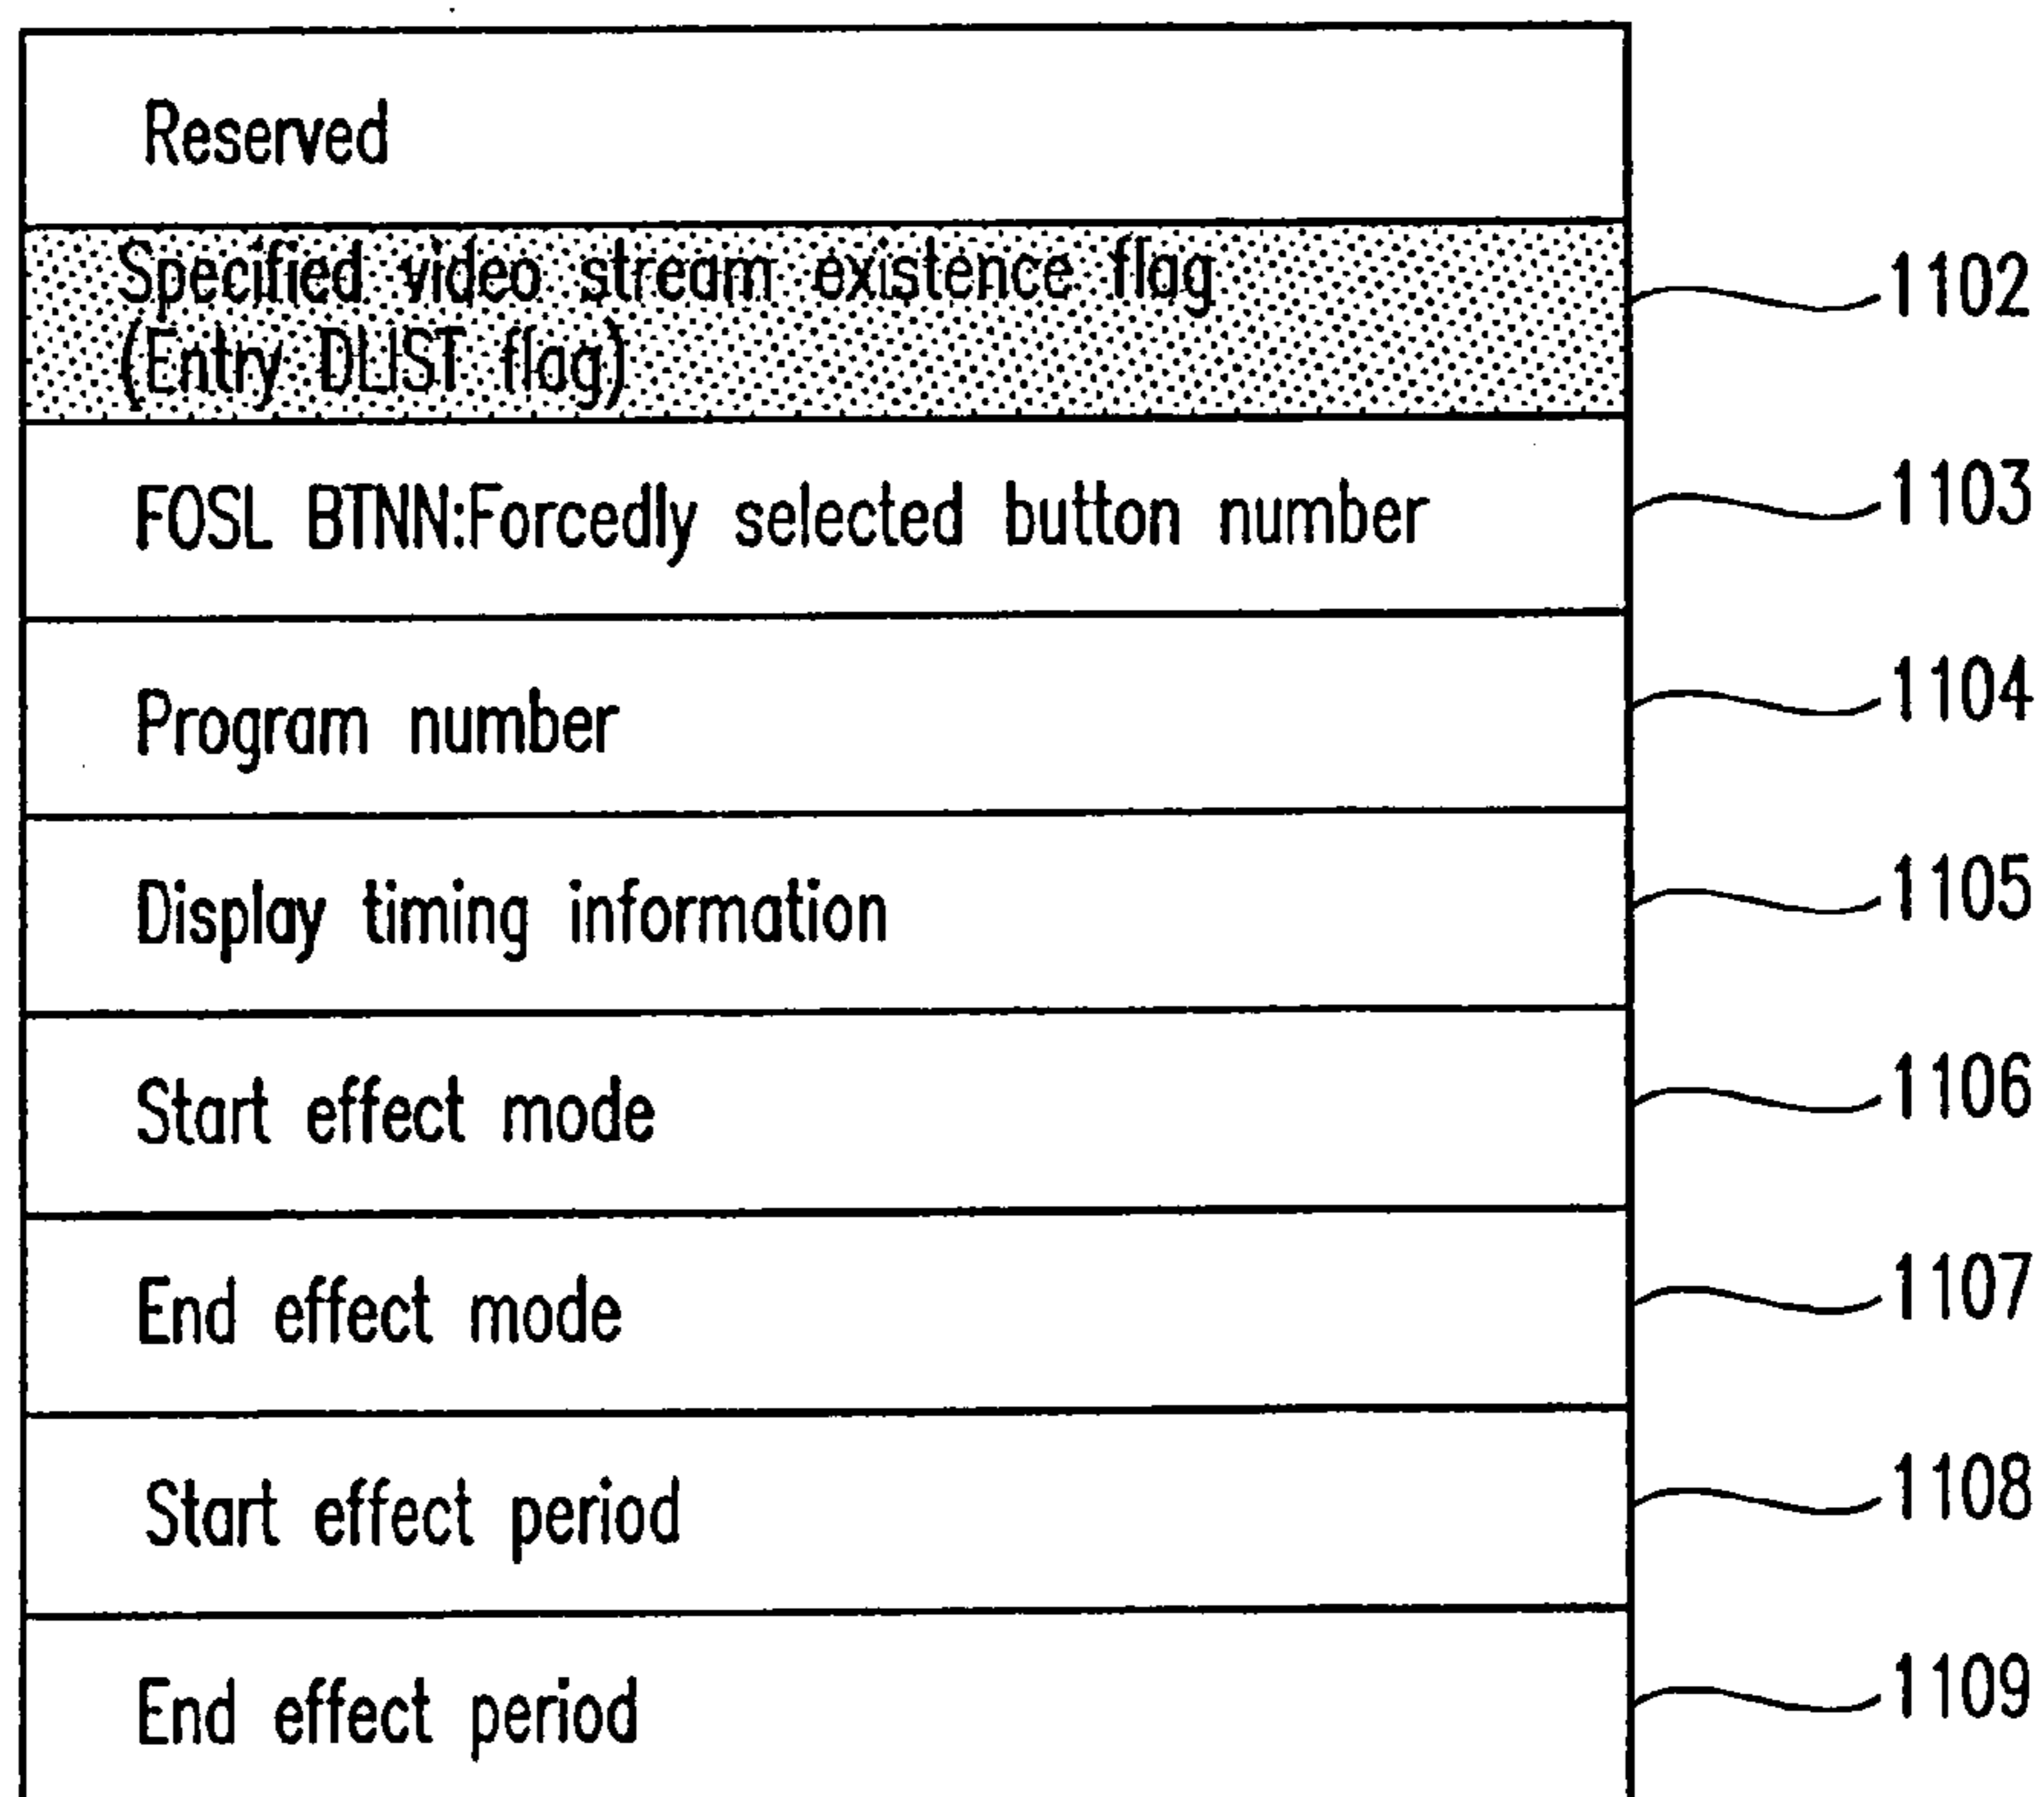 Reserved
Specified video stream existence flag
(Entry DLIST flag)
1102
FOSL BTNN:Forcedly selected button number
1103
Program number
1104
Display timing information
1105
Start effect mode
1106
End effect mode
1107
Start effect period
1108
End effect period
1109